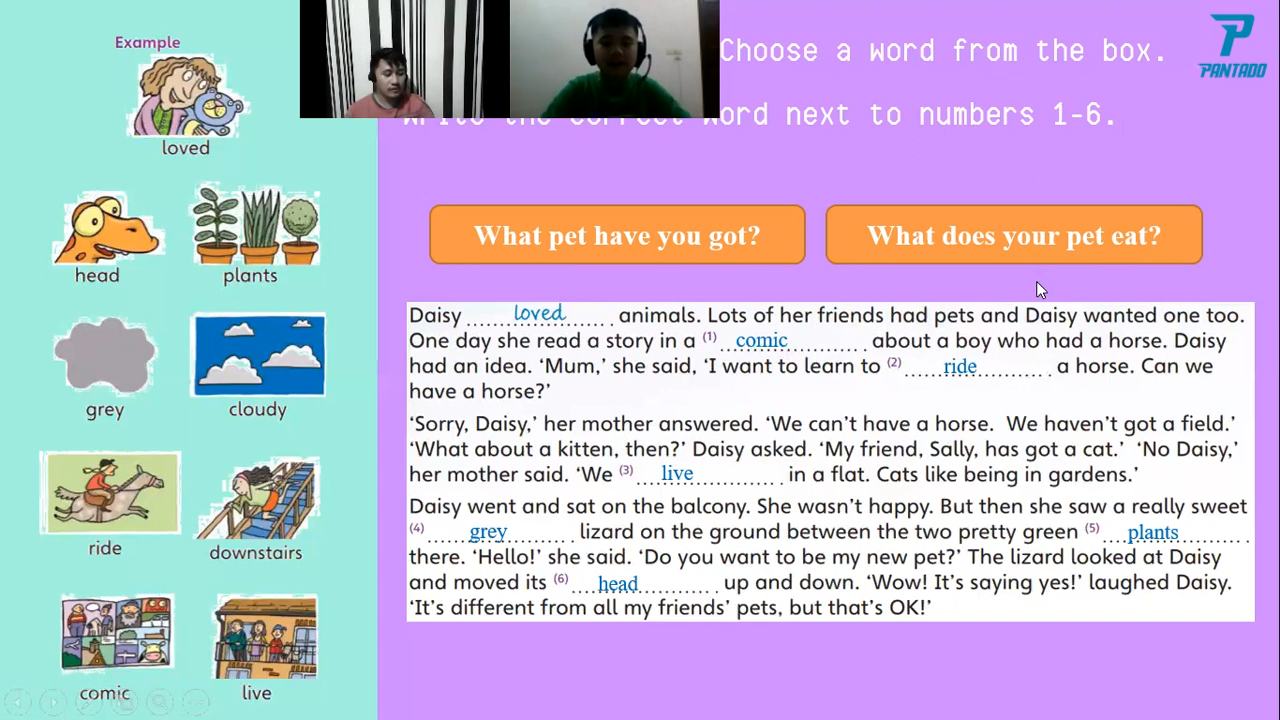 Example
loved
head
plants
grey
cloudy
ride
downstairs
comic
live
Choose a word from the box.
word next to numbers 1-6.
PANTADO
What pet have you got?
What does your pet eat?
Daisy loved animals. Lots of her friends had pets and Daisy wanted one too.
One day she read a story in a (1) comic about a boy who had a horse. Daisy
had an idea. ‘Mum,’ she said, ‘I want to learn to (2) ride a horse. Can we
have a horse?’
‘Sorry, Daisy,’ her mother answered. ‘We can’t have a horse. We haven’t got a field.’
‘What about a kitten, then?’ Daisy asked. ‘My friend, Sally, has got a cat.’ ‘No Daisy,’
her mother said. ‘We (3) live in a flat. Cats like being in gardens.’
Daisy went and sat on the balcony. She wasn’t happy. But then she saw a really sweet
(4) grey lizard on the ground between the two pretty green (5) plants
there. ‘Hello!’ she said. ‘Do you want to be my new pet?’ The lizard looked at Daisy
and moved its (6) head up and down. ‘Wow! It’s saying yes!’ laughed Daisy.
‘It’s different from all my friends’ pets, but that’s OK!’